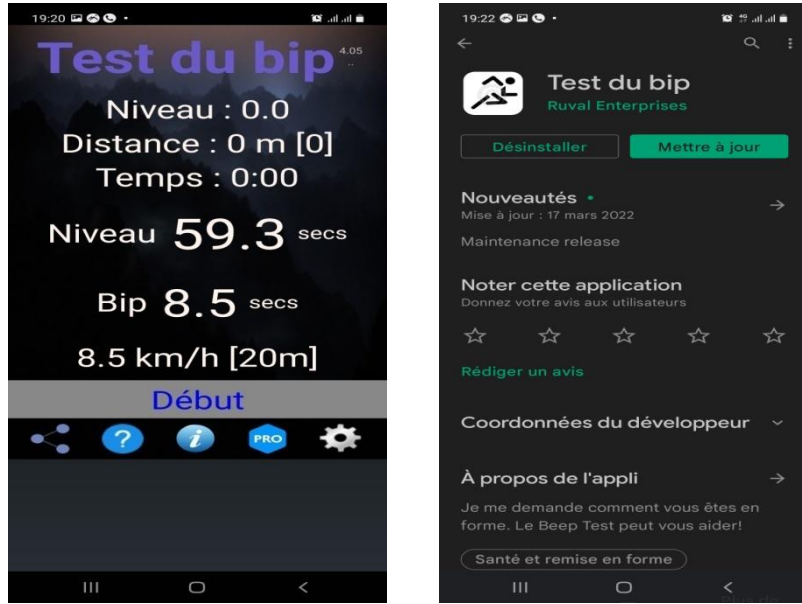 19:20
Test du bip
4.05
..
Niveau : 0.0
Distance : 0 m [0]
Temps : 0:00
Niveau 59.3 secs
Bip 8.5 secs
8.5 km/h [20m]
Début
PRO
19:22
Test du bip
Ruval Enterprises
Désinstaller
Mettre à jour
Nouveautés
Mise à jour : 17 mars 2022
Maintenance release
Noter cette application
Donnez votre avis aux utilisateurs
Rédiger un avis
Coordonnées du développeur
À propos de l'appli
Je me demande comment vous êtes en
forme. Le Beep Test peut vous aider!
Santé et remise en forme
Plus de